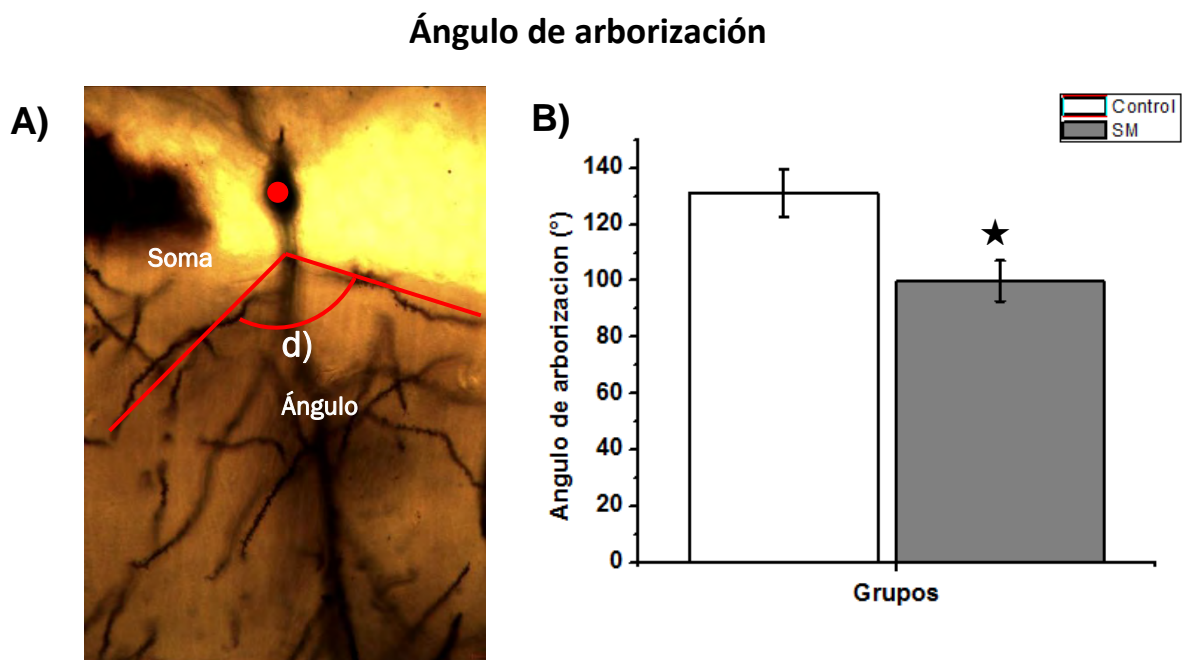 Ángulo de arborización
A)
Soma
d)
Ángulo
B)
Control
SM
Angulo de arborizacion (°)
140
120
100
80
60
40
20
0
Grupos